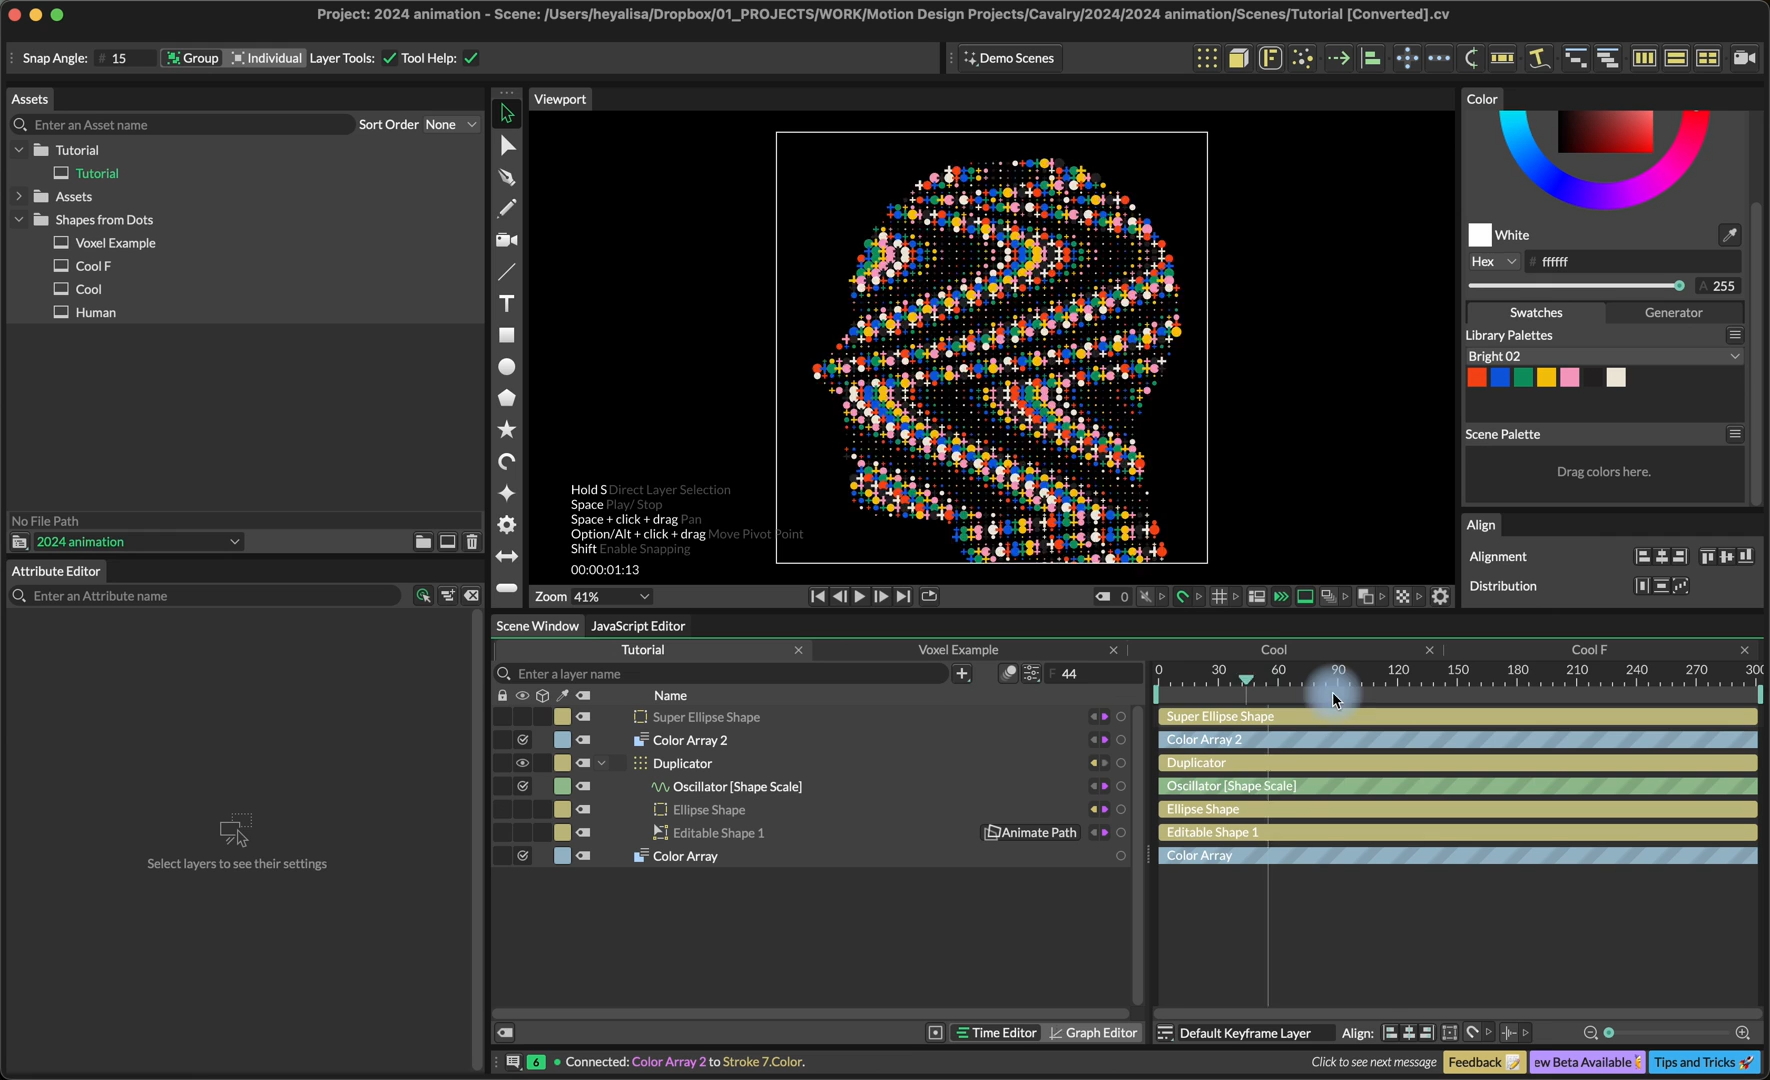 Project: 2024 animation - Scene: /Users/heyalisa/Dropbox/01_PROJECTS/WORK/Motion Design Projects/Cavalry/2024/2024 animation/Scenes/Tutorial [Converted].cv
Snap Angle: # 15 Group Individual Layer Tools: Tool Help: Demo Scenes
Assets
Enter an Asset name Sort Order None
Tutorial
Tutorial
Assets
Shapes from Dots
Voxel Example
Cool F
Cool
Human
No File Path
2024 animation
Attribute Editor
Enter an Attribute name
Select layers to see their settings
Viewport
Hold S Direct Layer Selection
Space Play/ Stop
Space + click + drag Pan
Option/Alt + click + drag Move Pivot Point
Shift Enable Snapping
00:00:01:13
Zoom 41% 0
Color
White
Hex # ffffff
A 255
Swatches Generator
Library Palettes
Bright 02
Scene Palette
Drag colors here.
Align
Alignment
Distribution
Scene Window JavaScript Editor
Tutorial Voxel Example Cool Cool F
Enter a layer name F 44
0 30 60 90 120 150 180 210 240 270 300
Name
Super Ellipse Shape Super Ellipse Shape
Color Array 2 Color Array 2
Duplicator Duplicator
Oscillator [Shape Scale] Oscillator [Shape Scale]
Ellipse Shape Ellipse Shape
Editable Shape 1 Animate Path Editable Shape 1
Color Array Color Array
Time Editor Graph Editor Default Keyframe Layer Align:
6 Connected: Color Array 2 to Stroke 7.Color. Click to see next message Feedback ew Beta Available Tips and Tricks